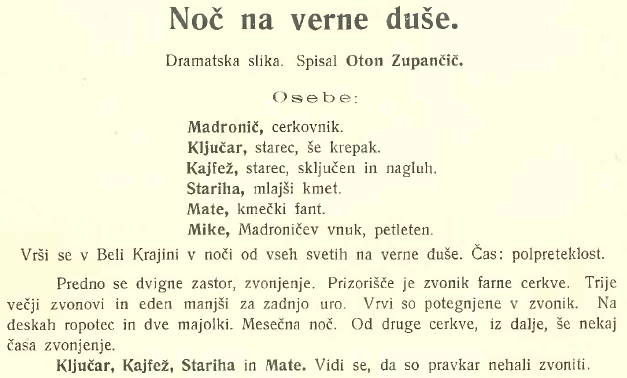 Noč na verne duše.
Dramatska slika. Spisal Oton Zupančič.
Osebe:
Madronič, cerkovnik.
Ključar, starec, še krepak.
Kajfež, starec, sključen in nagluh.
Stariha, mlajši kmet.
Mate, kmečki fant.
Mike, Madroničev vnuk, petleten.
Vrši se v Beli Krajini v noči od vseh svetih na verne duše. Čas: polpreteklost.
Predno se dvigne zastor, zvonjenje. Prizorišče je zvonik farne cerkve. Trije
večji zvonovi in eden manjši za zadnjo uro. Vrvi so potegnjene v zvonik. Na
deskah ropotec in dve majolki. Mesečna noč. Od druge cerkve, iz dalje, še nekaj
časa zvonjenje.
Ključar, Kajfež, Stariha in Mate. Vidi se, da so pravkar nehali zvoniti.